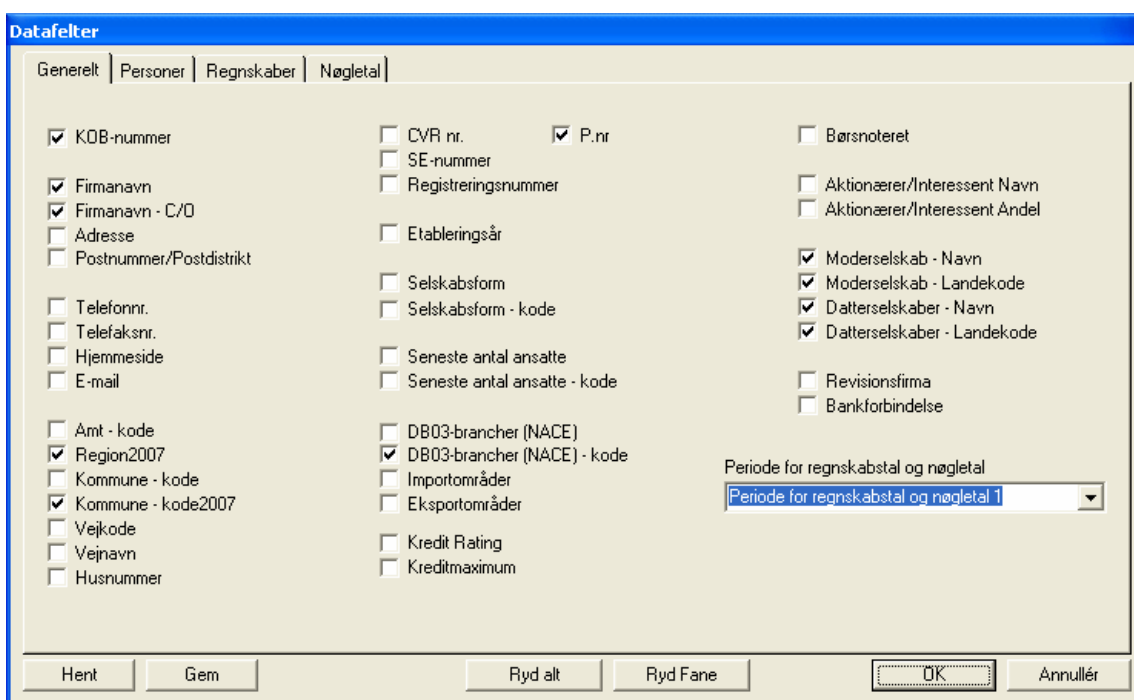 Datafelter
Generelt Personer Regnskaber Nøgletal
KOB-nummer
Firmanavn
Firmanavn - C/O
Adresse
Postnummer/Postdistrikt
Telefonnr.
Telefaksnr.
Hjemmeside
E-mail
Amt - kode
Region2007
Kommune - kode
Kommune - kode2007
Vejkode
Vejnavn
Husnummer
CVR nr. P.nr
SE-nummer
Registreringsnummer
Etableringsår
Selskabsform
Selskabsform - kode
Seneste antal ansatte
Seneste antal ansatte - kode
DB03-brancher (NACE)
DB03-brancher (NACE) - kode
Importområder
Eksportområder
Kredit Rating
Kreditmaximum
Børsnoteret
Aktionærer/Interessent Navn
Aktionærer/Interessent Andel
Moderselskab - Navn
Moderselskab - Landekode
Datterselskaber - Navn
Datterselskaber - Landekode
Revisionsfirma
Bankforbindelse
Periode for regnskabstal og nøgletal
Periode for regnskabstal og nøgletal 1
Hent Gem Ryd alt Ryd Fane OK Annullér